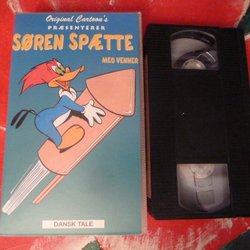 Original Cartoon's
PRÆSENTERER
SØREN SPÆTTE
MED VENNER
DANSK TALE